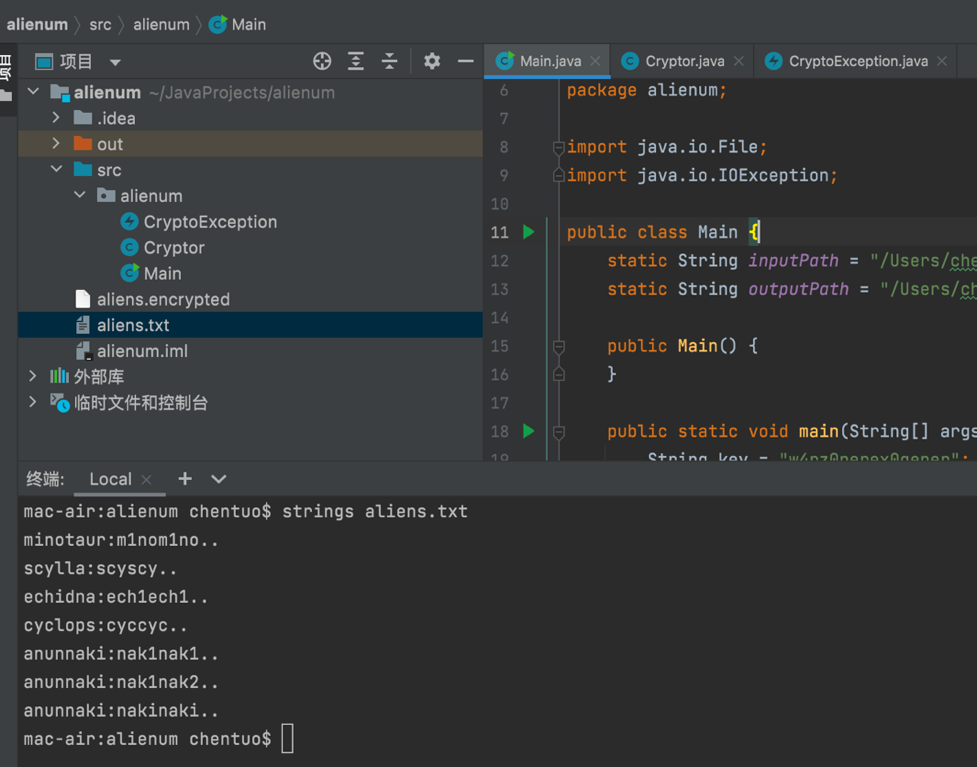 alienum src alienum Main
项目
项目
Main.java Cryptor.java CryptoException.java
alienum ~/JavaProjects/alienum
.idea
out
src
alienum
CryptoException
Cryptor
Main
aliens.encrypted
aliens.txt
alienum.iml
外部库
临时文件和控制台
6 package alienum;
7
8 import java.io.File;
9 import java.io.IOException;
10
11 public class Main {
12 static String inputPath = "/Users/che
13 static String outputPath = "/Users/ch
14
15 public Main() {
16 }
17
18 public static void main(String[] args
19 String key = "w4nz0nerex0gener";
终端: Local
mac-air:alienum chentuo$ strings aliens.txt
minotaur:m1nom1no..
scylla:scyscy..
echidna:ech1ech1..
cyclops:cyccyc..
anunnaki:nak1nak1..
anunnaki:nak1nak2..
anunnaki:nakinaki..
mac-air:alienum chentuo$